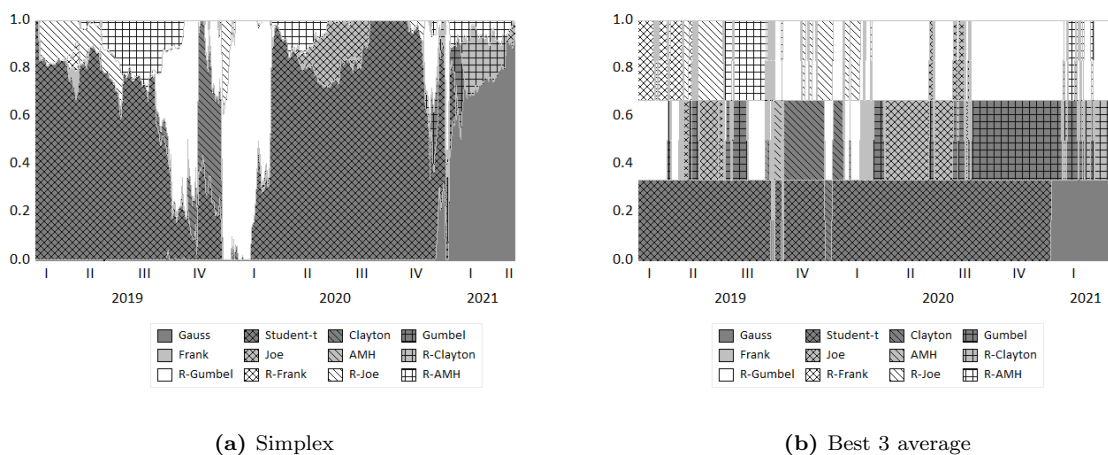 1.0
0.8
0.6
0.4
0.2
0.0
I II III IV I II III IV I II
2019 2020 2021
Gauss Student-t Clayton Gumbel
Frank Joe AMH R-Clayton
R-Gumbel R-Frank R-Joe R-AMH
(a) Simplex
1.0
0.8
0.6
0.4
0.2
0.0
I II III IV I II III IV I
2019 2020 2021
Gauss Student-t Clayton Gumbel
Frank Joe AMH R-Clayton
R-Gumbel R-Frank R-Joe R-AMH
(b) Best 3 average